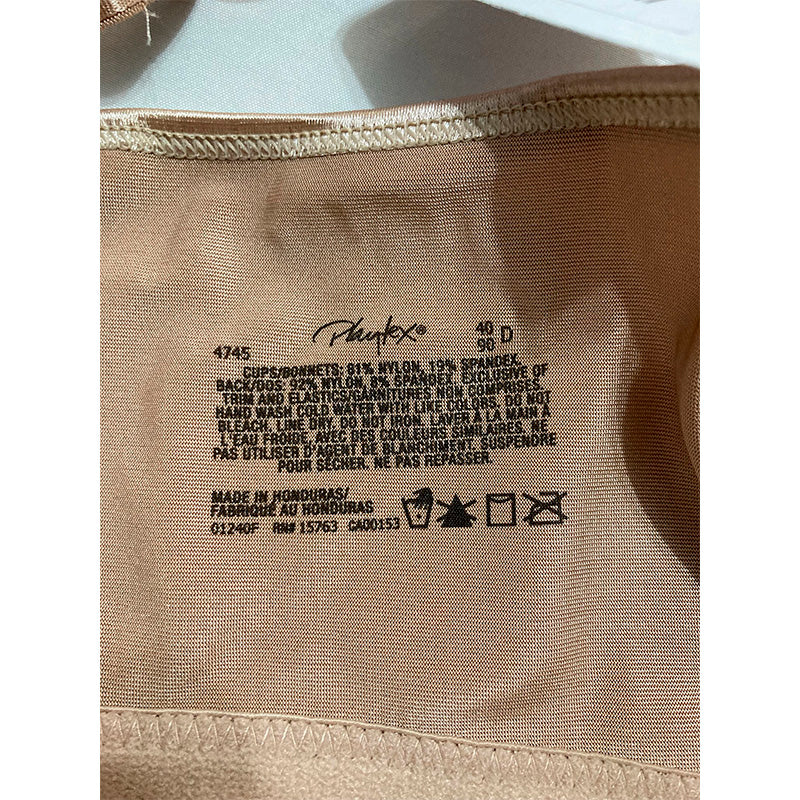 Playtex®
4745
40
90 D
CUPS/BONNETS: 81% NYLON, 19% SPANDEX.
BACK/DOS: 92% NYLON, 8% SPANDEX, EXCLUSIVE OF
TRIM AND ELASTICS/GARNITURES NON COMPRISES.
HAND WASH COLD WATER WITH LIKE COLORS. DO NOT
BLEACH. LINE DRY. DO NOT IRON. LAVER À LA MAIN À
L'EAU FROIDE, AVEC DES COULEURS SIMILAIRES, NE
PAS UTILISER D'AGENT DE BLANCHIMENT. SUSPENDRE
POUR SÉCHER. NE PAS REPASSER.
MADE IN HONDURAS/
FABRIQUÉ AU HONDURAS
01240F RN# 15763 CA00153